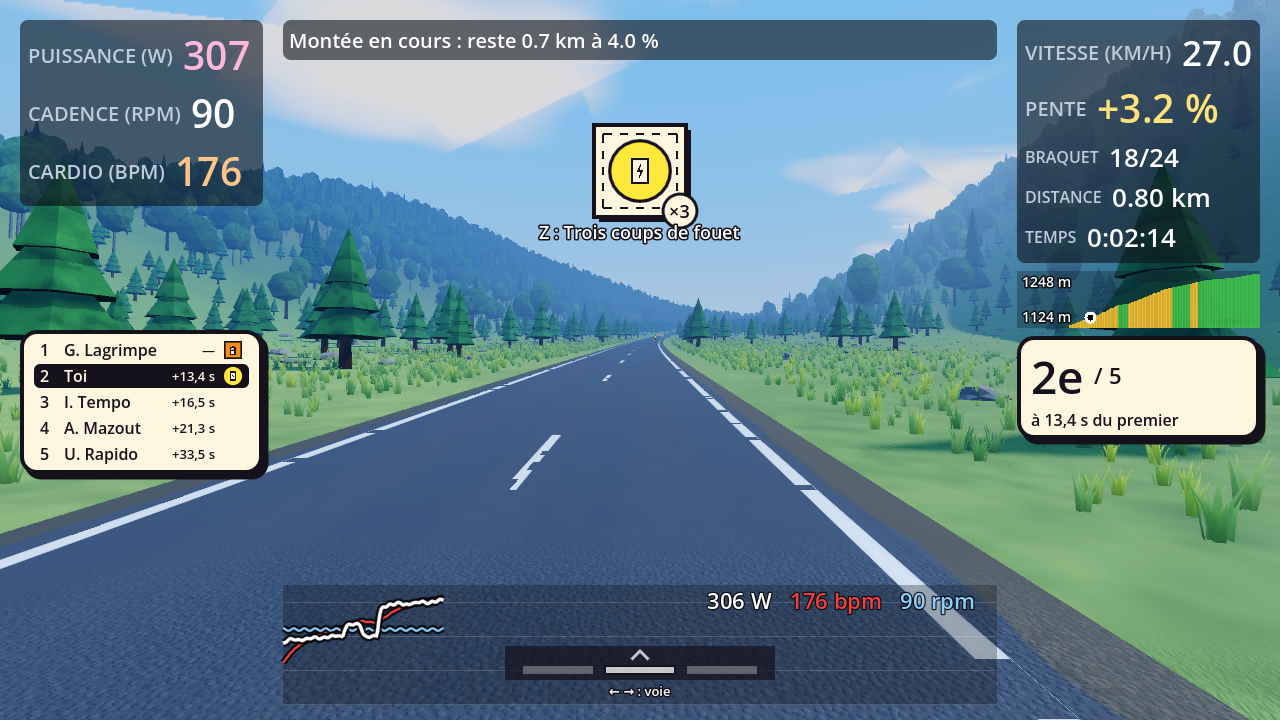 PUISSANCE (W) 307
CADENCE (RPM) 90
CARDIO (BPM) 176
Montée en cours : reste 0.7 km à 4.0 %
×3
Z : Trois coups de fouet
VITESSE (KM/H) 27.0
PENTE +3.2 %
BRAQUET 18/24
DISTANCE 0.80 km
TEMPS 0:02:14
1248 m
1124 m
1 G. Lagrimpe —
2 Toi +13,4 s
3 I. Tempo +16,5 s
4 A. Mazout +21,3 s
5 U. Rapido +33,5 s
2e / 5
à 13,4 s du premier
306 W 176 bpm 90 rpm
← → : voie